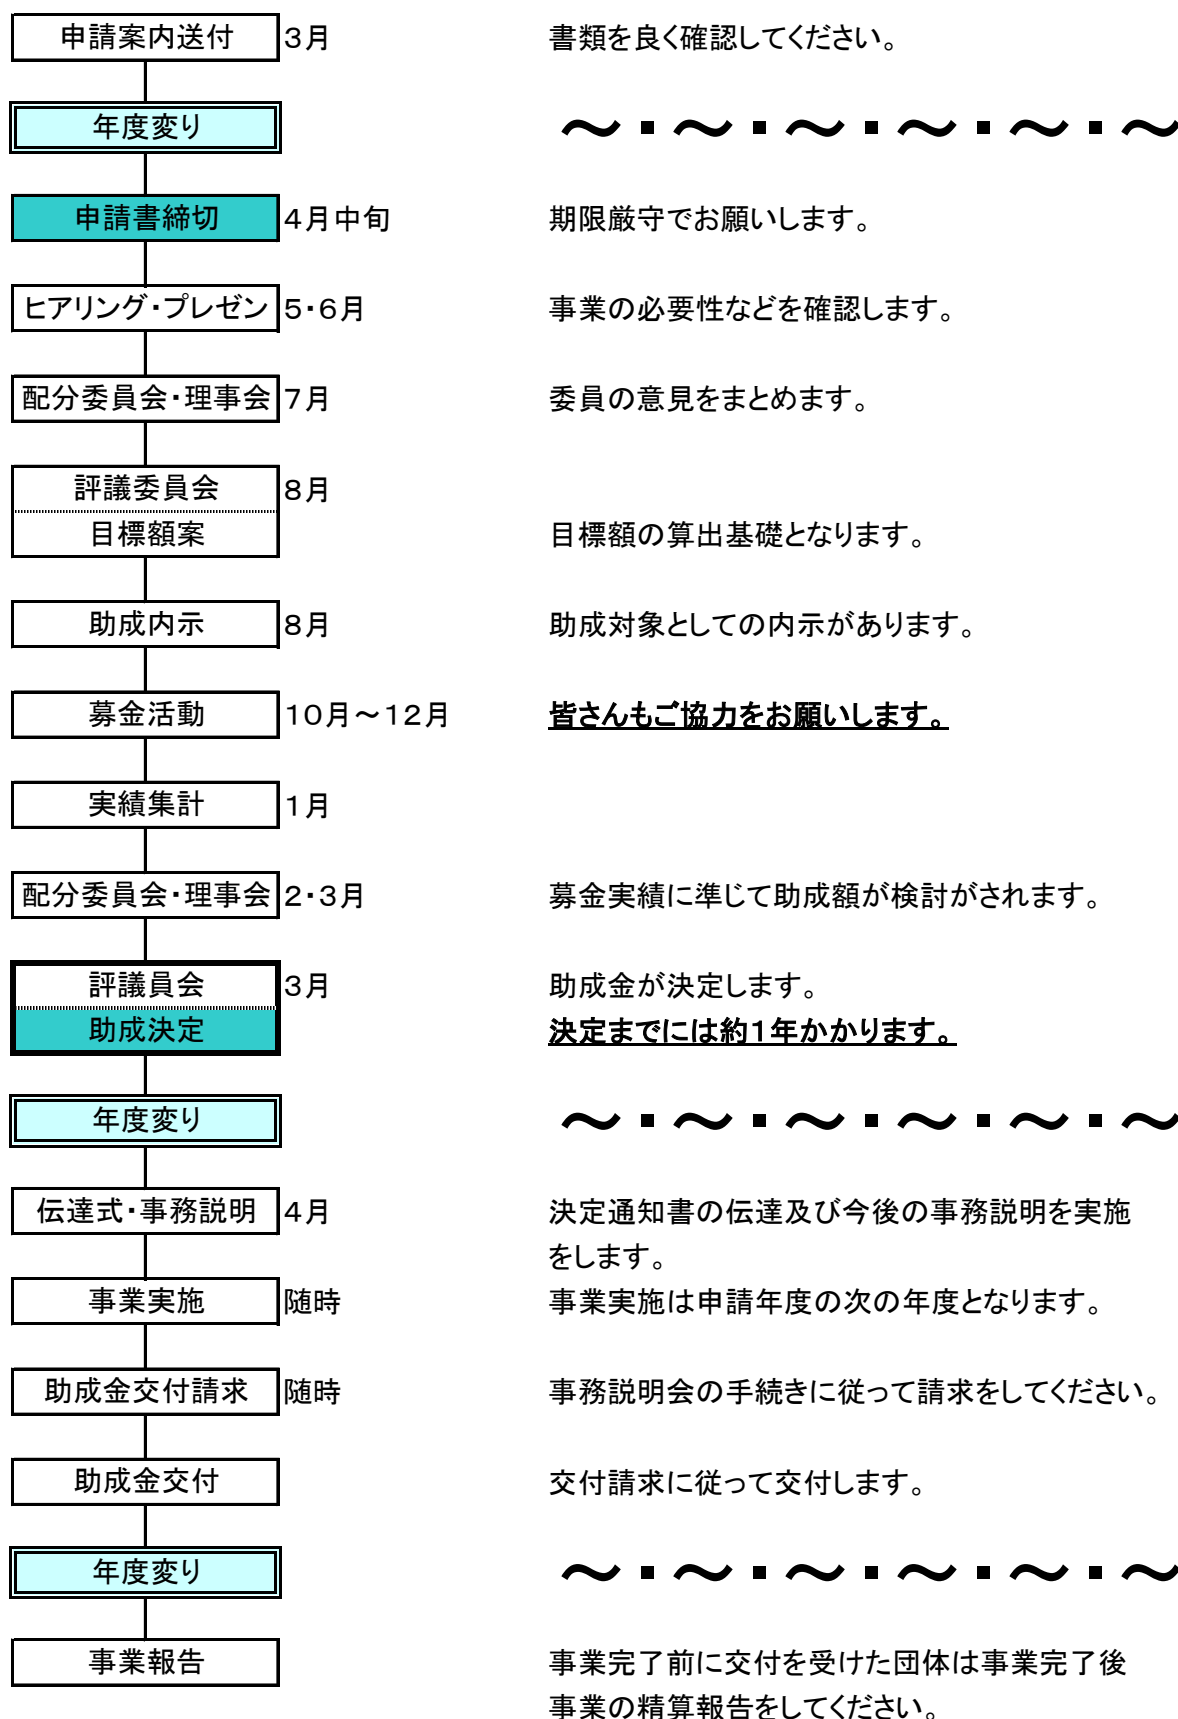 申請案内送付 3月 書類を良く確認してください。
年度変り ～・～・～・～・～・～
申請書締切 4月中旬 期限厳守でお願いします。
ヒアリング・プレゼン 5・6月 事業の必要性などを確認します。
配分委員会・理事会 7月 委員の意見をまとめます。
評議委員会 8月
目標額案 目標額の算出基礎となります。
助成内示 8月 助成対象としての内示があります。
募金活動 10月～12月 皆さんもご協力をお願いします。
実績集計 1月
配分委員会・理事会 2・3月 募金実績に準じて助成額が検討がされます。
評議員会 3月 助成金が決定します。
助成決定 決定までには約1年かかります。
年度変り ～・～・～・～・～・～
伝達式・事務説明 4月 決定通知書の伝達及び今後の事務説明を実施
をします。
事業実施 随時 事業実施は申請年度の次の年度となります。
助成金交付請求 随時 事務説明会の手続きに従って請求をしてください。
助成金交付 交付請求に従って交付します。
年度変り ～・～・～・～・～・～
事業報告 事業完了前に交付を受けた団体は事業完了後
事業の精算報告をしてください。